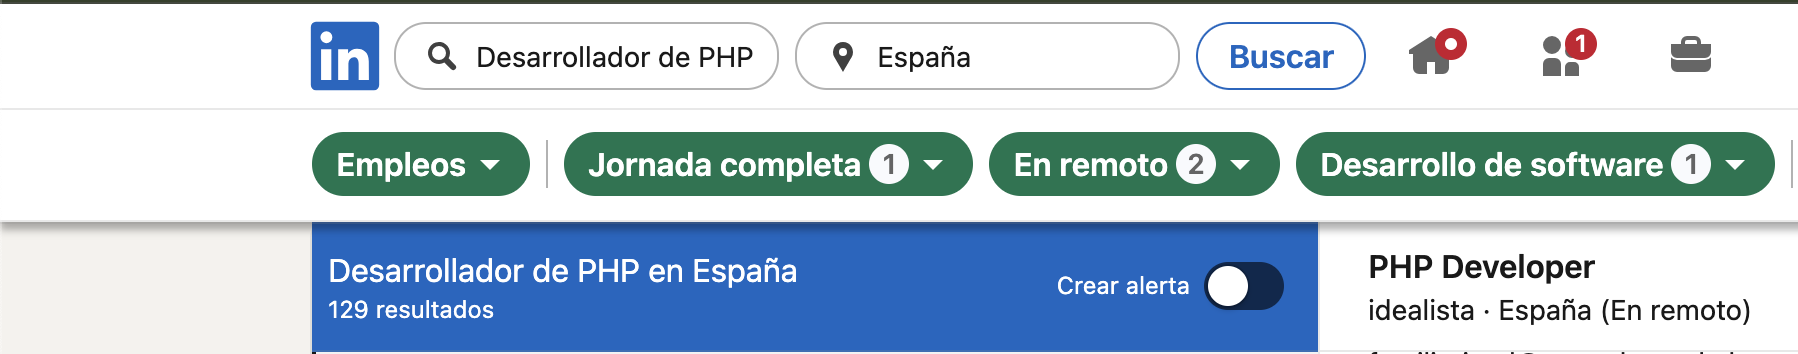 in
Desarrollador de PHP
España
Buscar
1
Empleos
Jornada completa 1
En remoto 2
Desarrollo de software 1
Desarrollador de PHP en España
129 resultados
Crear alerta
PHP Developer
idealista · España (En remoto)